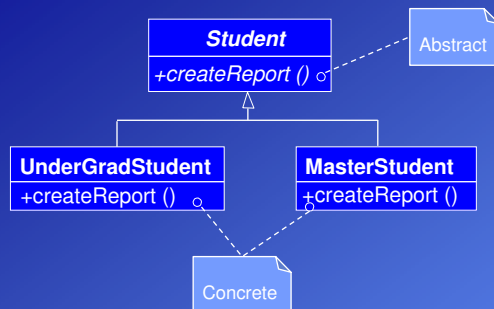 Student
+createReport ()
Abstract
UnderGradStudent
+createReport ()
MasterStudent
+createReport ()
Concrete